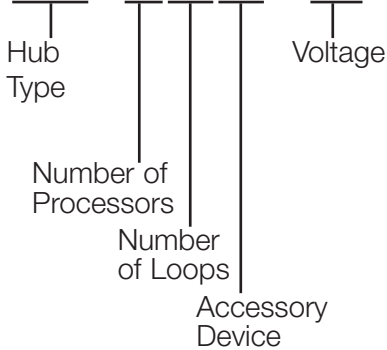 Hub
Type
Voltage
Number of
Processors
Number
of Loops
Accessory
Device